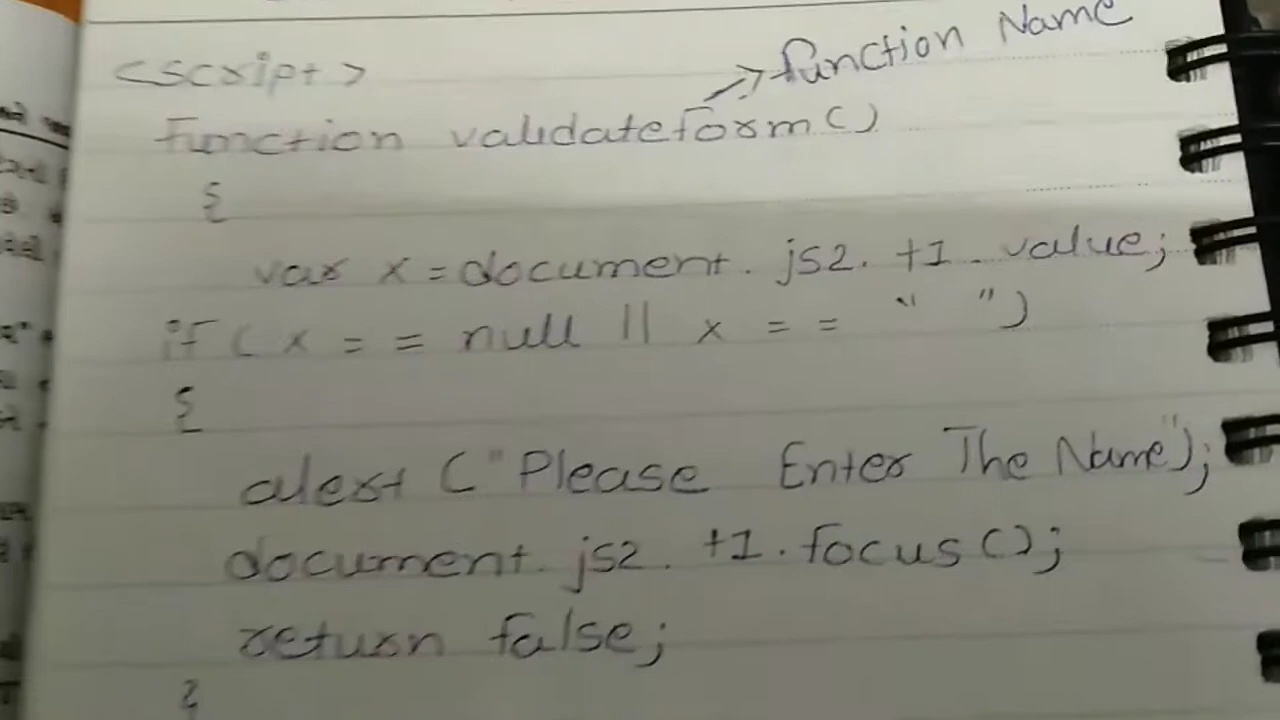 function Name
<script>
function validateform()
{
var x = document. js2. t1. value;
if ( x = = null || x = = " ")
{
alert ("Please Enter The Name");
document. js2. t1. focus();
return false;
}